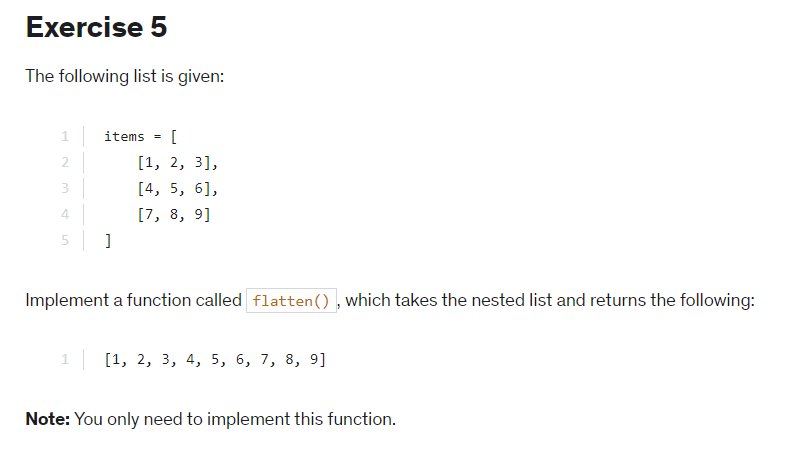 Exercise 5
The following list is given:
1 items = [
2 [1, 2, 3],
3 [4, 5, 6],
4 [7, 8, 9]
5 ]
Implement a function called flatten() , which takes the nested list and returns the following:
1 [1, 2, 3, 4, 5, 6, 7, 8, 9]
Note: You only need to implement this function.